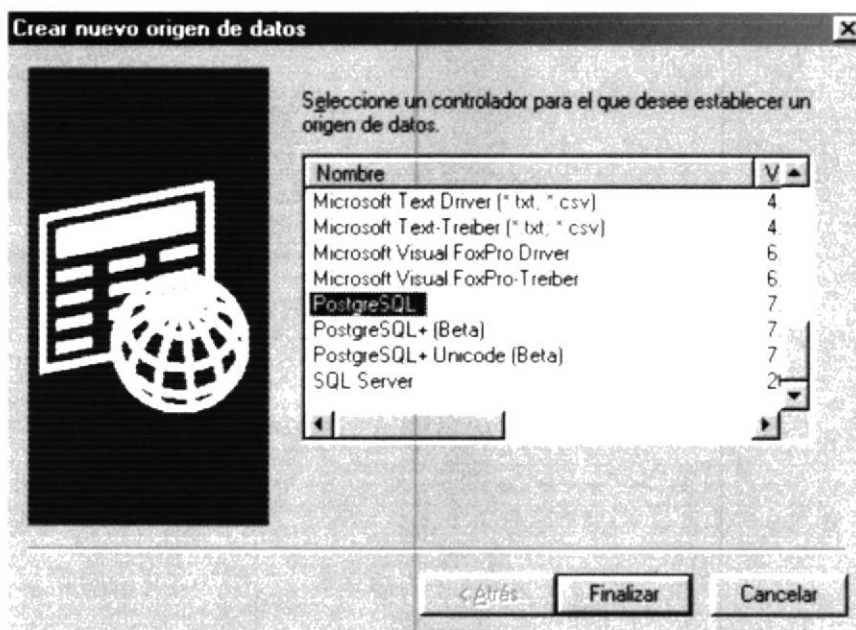 Crear nuevo origen de datos
Seleccione un controlador para el que desee establecer un
origen de datos.
Nombre V
Microsoft Text Driver (*.txt, *.csv) 4.
Microsoft Text-Treiber (*.txt; *.csv) 4.
Microsoft Visual FoxPro Driver 6.
Microsoft Visual FoxPro-Treiber 6.
PostgreSQL 7.
PostgreSQL+ (Beta) 7.
PostgreSQL+ Unicode (Beta) 7
SQL Server 2
< Atrás Finalizar Cancelar